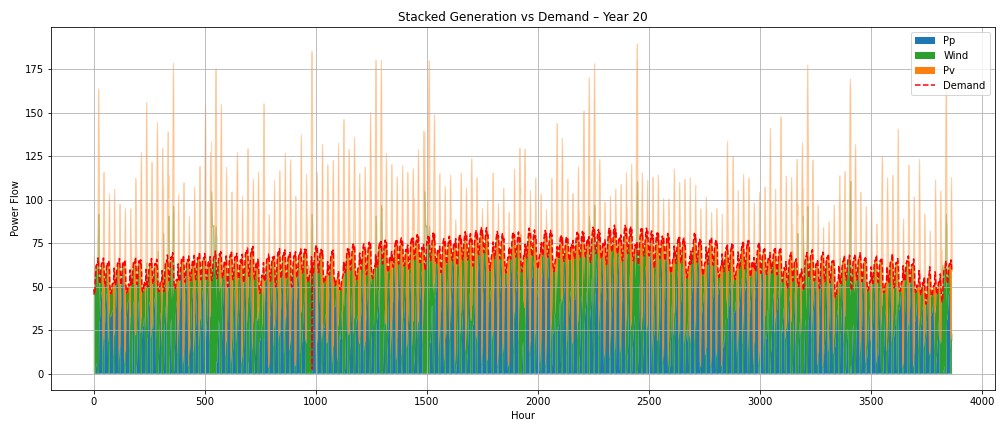 Stacked Generation vs Demand – Year 20
Pp
Wind
Pv
Demand
Power Flow
175
150
125
100
75
50
25
0
0
500
1000
1500
2000
2500
3000
3500
4000
Hour